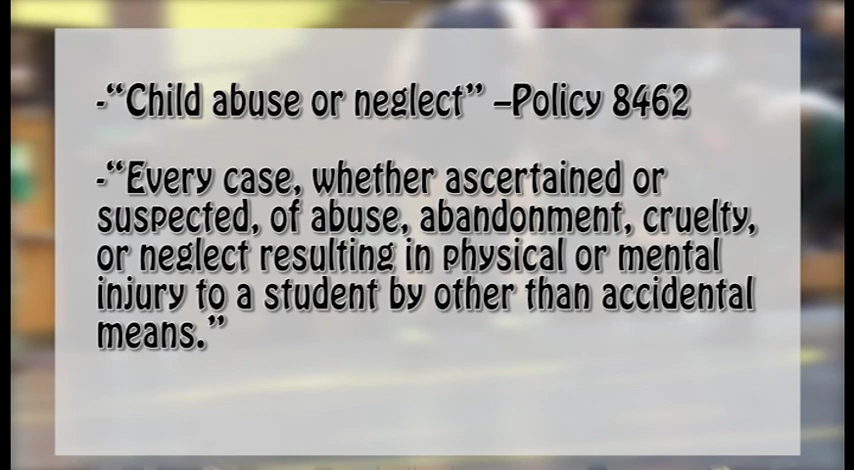 -“Child abuse or neglect” –Policy 8462
-“Every case, whether ascertained or
suspected, of abuse, abandonment, cruelty,
or neglect resulting in physical or mental
injury to a student by other than accidental
means.”